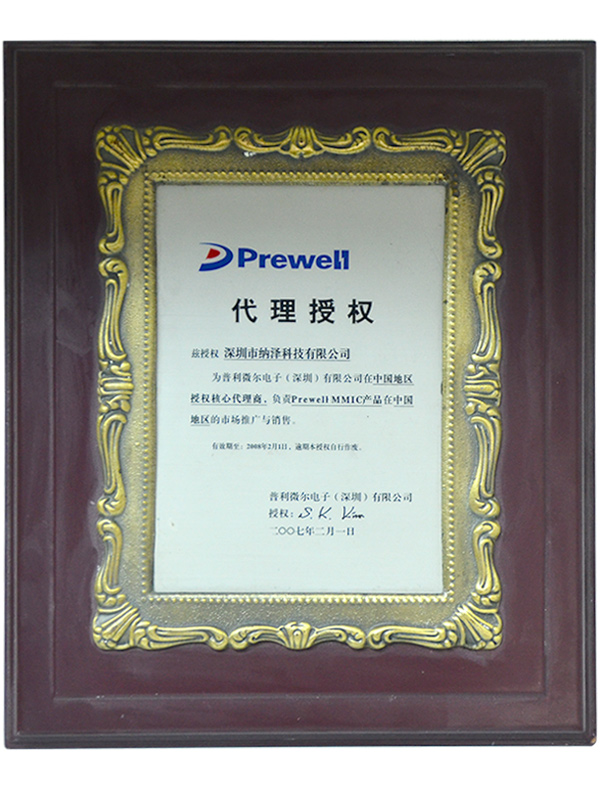 Prewell
代理授权
兹授权 深圳市纳泽科技有限公司
为普利微尔电子(深圳)有限公司在中国地区
授权核心代理商、负责Prewell MMIC产品在中国
地区的市场推广与销售。
有效期至:2008年2月1日,逾期本授权自行作废。
普利微尔电子(深圳)有限公司
授权:S. K. Kim
二〇〇七年二月一日